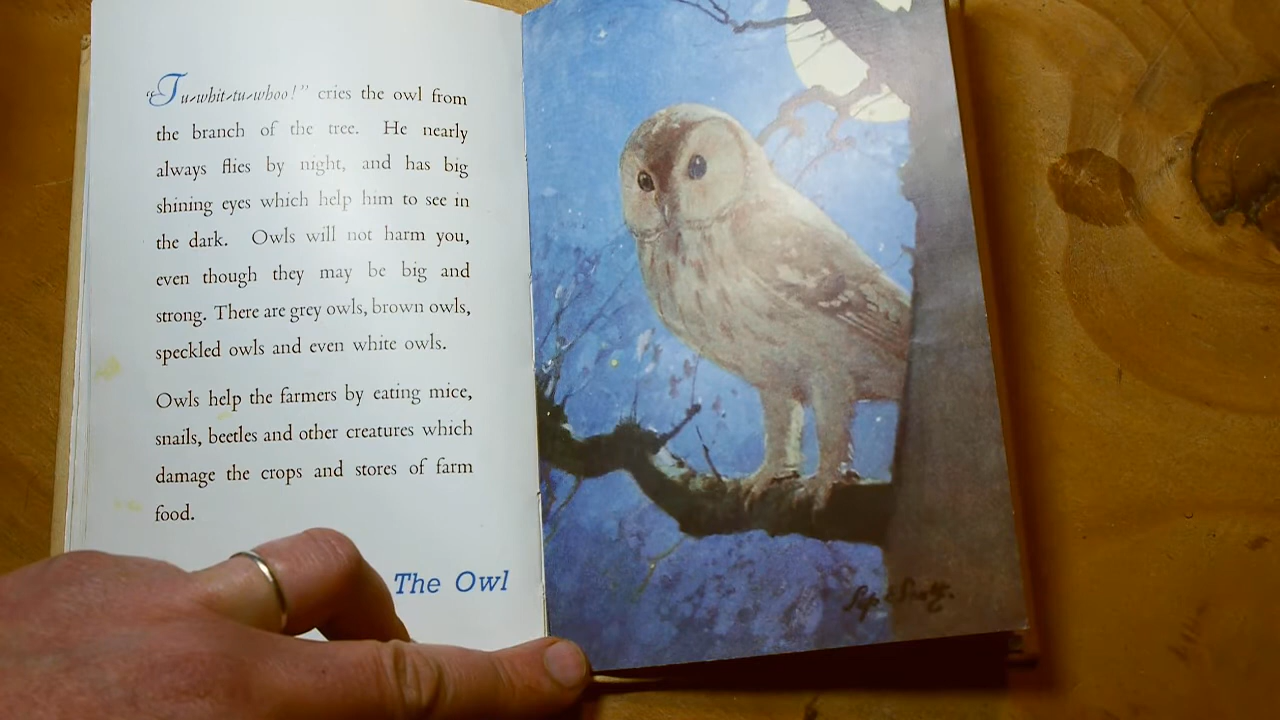 "Tu-whit-tu-whoo!" cries the owl from
the branch of the tree. He nearly
always flies by night, and has big
shining eyes which help him to see in
the dark. Owls will not harm you,
even though they may be big and
strong. There are grey owls, brown owls,
speckled owls and even white owls.
Owls help the farmers by eating mice,
snails, beetles and other creatures which
damage the crops and stores of farm
food.
The Owl